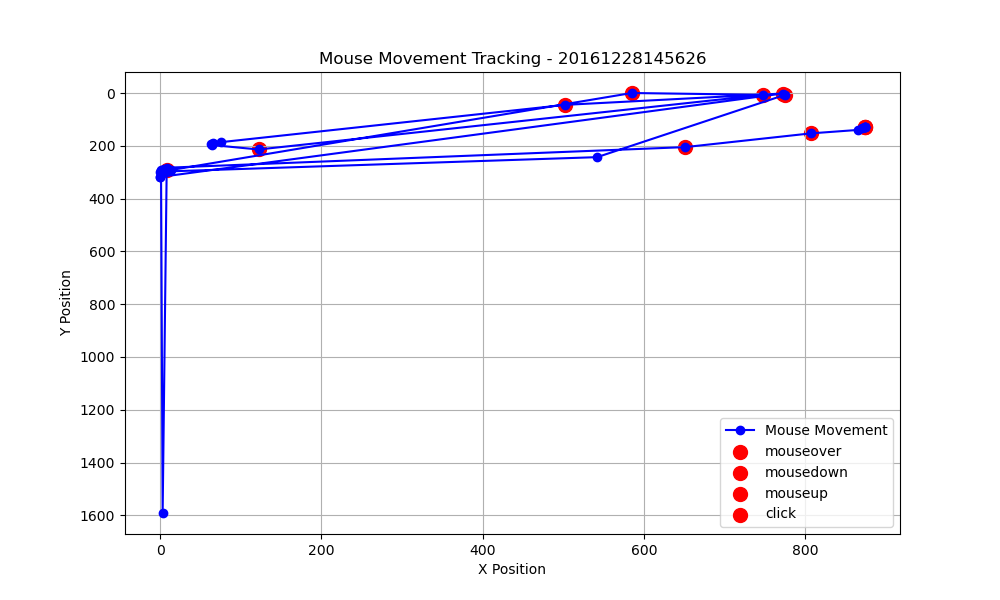 Mouse Movement Tracking - 20161228145626
0
200
400
600
800
1000
1200
1400
1600
Y Position
0 200 400 600 800
X Position
Mouse Movement
mouseover
mousedown
mouseup
click